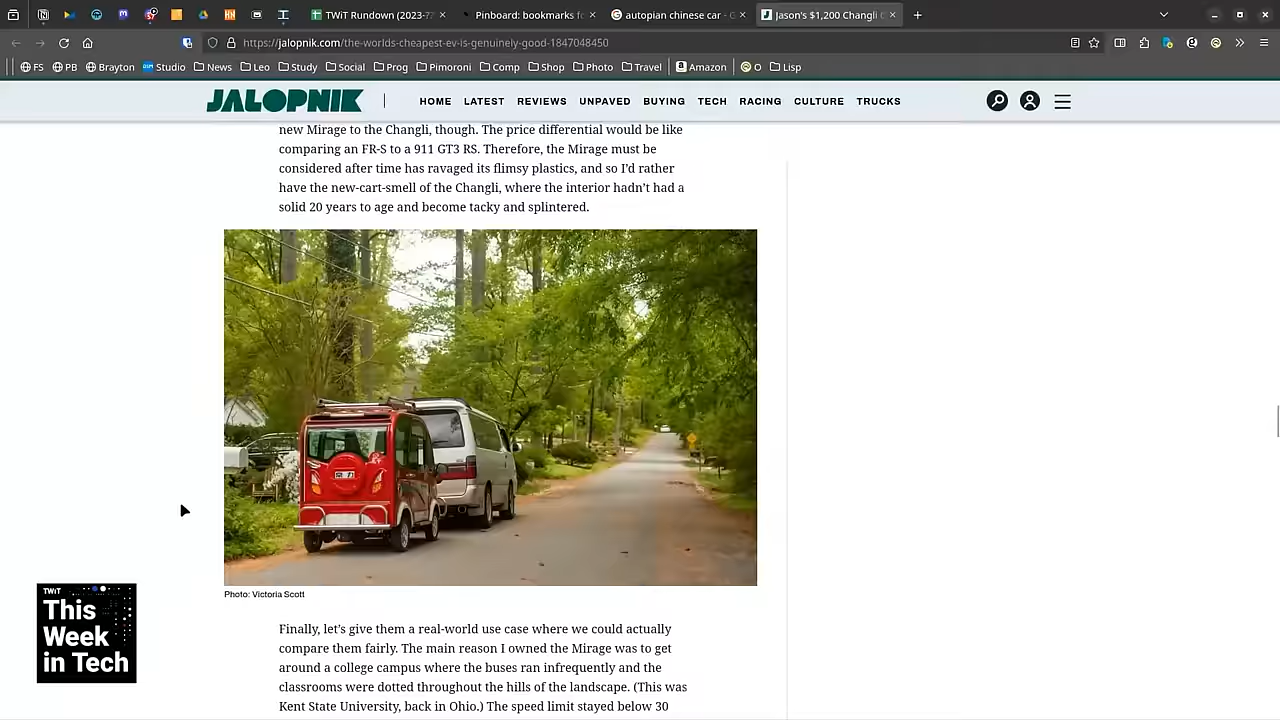 TWiT Rundown (2023-7?
Pinboard: bookmarks fo
autopian chinese car - G
Jason's $1,200 Changli
https://jalopnik.com/the-worlds-cheapest-ev-is-genuinely-good-1847048450
FS PB Brayton Studio News Leo Study Social Prog Pimoroni Comp Shop Photo Travel Amazon O Lisp
JALOPNIK
HOME LATEST REVIEWS UNPAVED BUYING TECH RACING CULTURE TRUCKS
new Mirage to the Changli, though. The price differential would be like
comparing an FR-S to a 911 GT3 RS. Therefore, the Mirage must be
considered after time has ravaged its flimsy plastics, and so I'd rather
have the new-cart-smell of the Changli, where the interior hadn't had a
solid 20 years to age and become tacky and splintered.
Photo: Victoria Scott
TWiT
This
Week
in Tech
Finally, let's give them a real-world use case where we could actually
compare them fairly. The main reason I owned the Mirage was to get
around a college campus where the buses ran infrequently and the
classrooms were dotted throughout the hills of the landscape. (This was
Kent State University, back in Ohio.) The speed limit stayed below 30